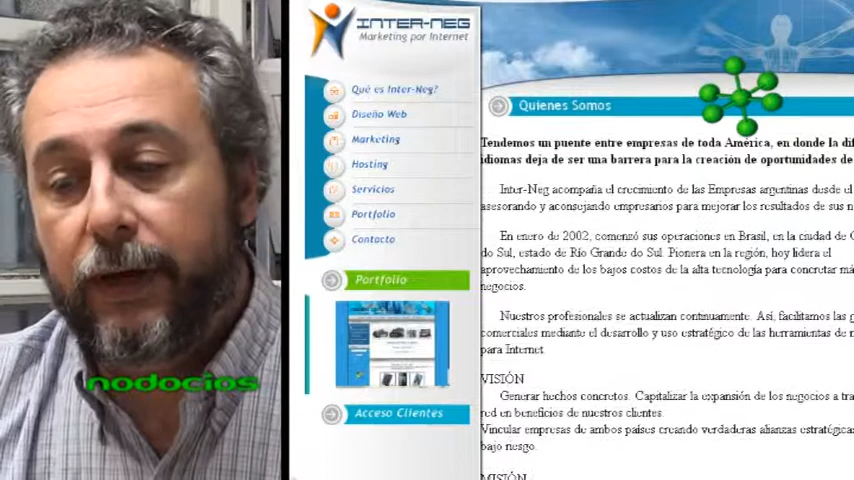 INTER-NEG
Marketing por Internet
Qué es Inter-Neg?
Diseño Web
Marketing
Hosting
Servicios
Portfolio
Contacto
Portfolio
Acceso Clientes
nodocios
Quienes Somos
Tendemos un puente entre empresas de toda América, en donde la dif
idiomas deja de ser una barrera para la creación de oportunidades de
Inter-Neg acompaña el crecimiento de las Empresas argentinas desde el
asesorando y aconsejando empresarios para mejorar los resultados de sus n
En enero de 2002, comenzó sus operaciones en Brasil, en la ciudad de C
do Sul, estado de Río Grande do Sul. Pionera en la región, hoy lidera el
aprovechamiento de los bajos costos de la alta tecnología para concretar má
negocios.
Nuestros profesionales se actualizan continuamente. Así, facilitamos las g
comerciales mediante el desarrollo y uso estratégico de las herramientas de n
para Internet
VISIÓN
Generar hechos concretos. Capitalizar la expansión de los negocios a tra
red en beneficios de nuestros clientes.
Vincular empresas de ambos países creando verdaderas alianzas estratégicas
bajo riesgo.
MISIÓN